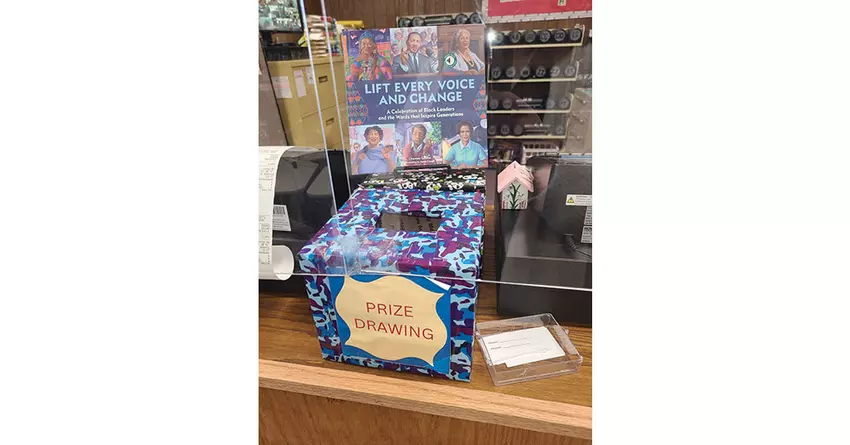 LIFT EVERY VOICE
AND CHANGE
A Celebration of Black Leaders
and the Words that Inspire Generations
PRIZE
DRAWING